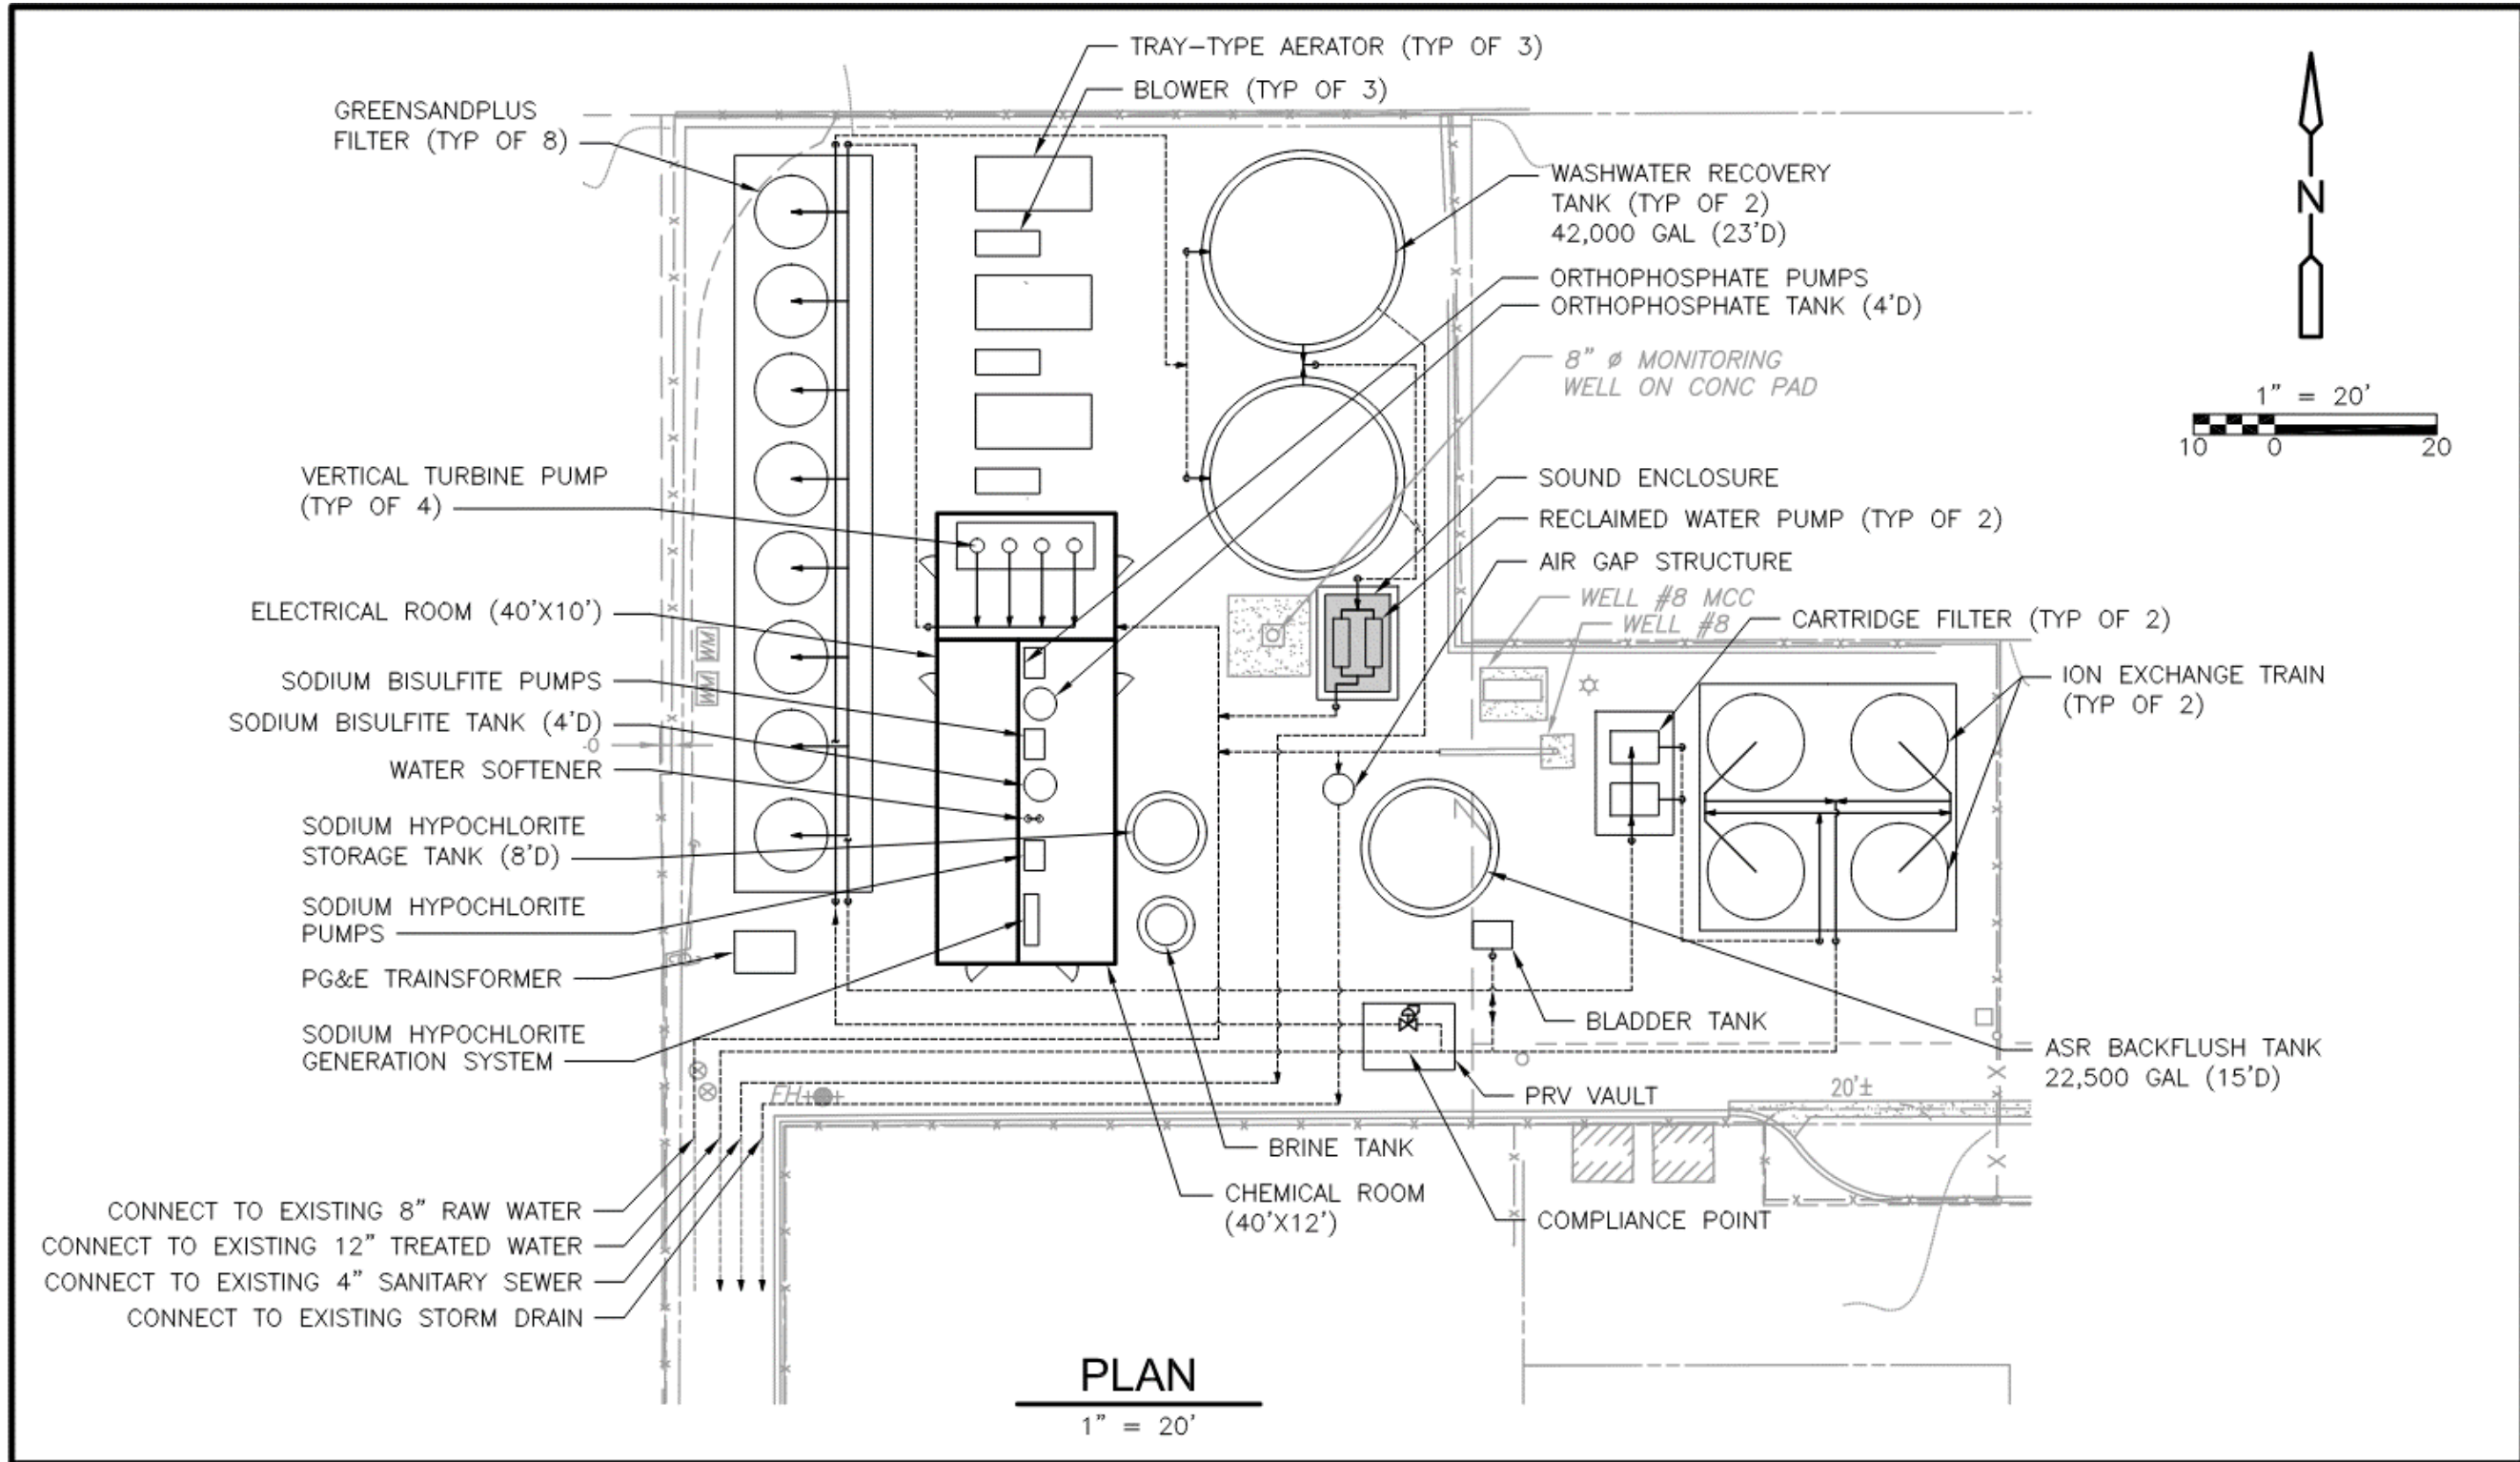 TRAY-TYPE AERATOR (TYP OF 3)
BLOWER (TYP OF 3)
GREENSANDPLUS
FILTER (TYP OF 8)
WASHWATER RECOVERY
TANK (TYP OF 2)
42,000 GAL (23'D)
N
ORTHOPHOSPHATE PUMPS
ORTHOPHOSPHATE TANK (4'D)
8" ø MONITORING
WELL ON CONC PAD
1" = 20'
10 0 20
VERTICAL TURBINE PUMP
(TYP OF 4)
SOUND ENCLOSURE
RECLAIMED WATER PUMP (TYP OF 2)
AIR GAP STRUCTURE
WELL #8 MCC
WELL #8
CARTRIDGE FILTER (TYP OF 2)
ION EXCHANGE TRAIN
(TYP OF 2)
ELECTRICAL ROOM (40'X10')
WM
WM
SODIUM BISULFITE PUMPS
SODIUM BISULFITE TANK (4'D)
WATER SOFTENER
SODIUM HYPOCHLORITE
STORAGE TANK (8'D)
SODIUM HYPOCHLORITE
PUMPS
PG&E TRAINSFORMER
SODIUM HYPOCHLORITE
GENERATION SYSTEM
BLADDER TANK
ASR BACKFLUSH TANK
22,500 GAL (15'D)
FH
PRV VAULT
20'±
BRINE TANK
CHEMICAL ROOM
(40'X12')
COMPLIANCE POINT
CONNECT TO EXISTING 8" RAW WATER
CONNECT TO EXISTING 12" TREATED WATER
CONNECT TO EXISTING 4" SANITARY SEWER
CONNECT TO EXISTING STORM DRAIN
PLAN
1" = 20'